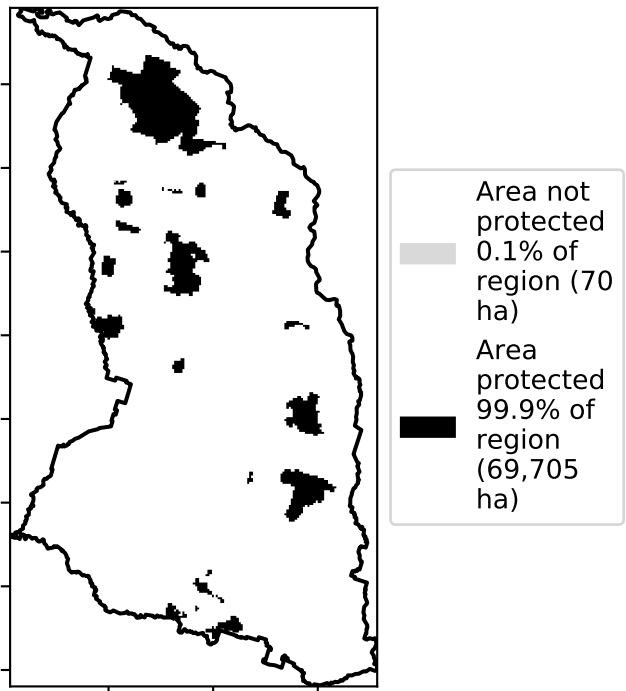 Area not
protected
0.1% of
region (70
ha)
Area
protected
99.9% of
region
(69,705
ha)